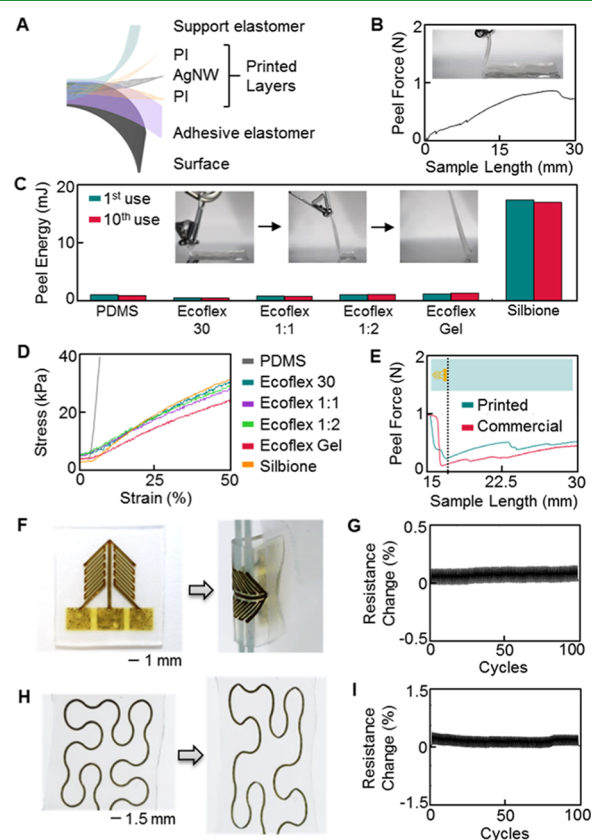 A
Support elastomer
PI
AgNW
PI
Printed
Layers
Adhesive elastomer
Surface
B
Peel Force (N)
2
1
0
0
15
30
Sample Length (mm)
C
Peel Energy (mJ)
20
10
0
1st use
10th use
PDMS
Ecoflex
30
Ecoflex
1:1
Ecoflex
1:2
Ecoflex
Gel
Silbione
D
Stress (kPa)
40
20
0
0
25
50
Strain (%)
PDMS
Ecoflex 30
Ecoflex 1:1
Ecoflex 1:2
Ecoflex Gel
Silbione
E
Peel Force (N)
2
1
0
Printed
Commercial
15
22.5
30
Sample Length (mm)
F
1 mm
G
Resistance
Change (%)
0.5
0
-0.5
0
50
100
Cycles
H
1.5 mm
I
Resistance
Change (%)
1.5
0
-1.5
0
50
100
Cycles